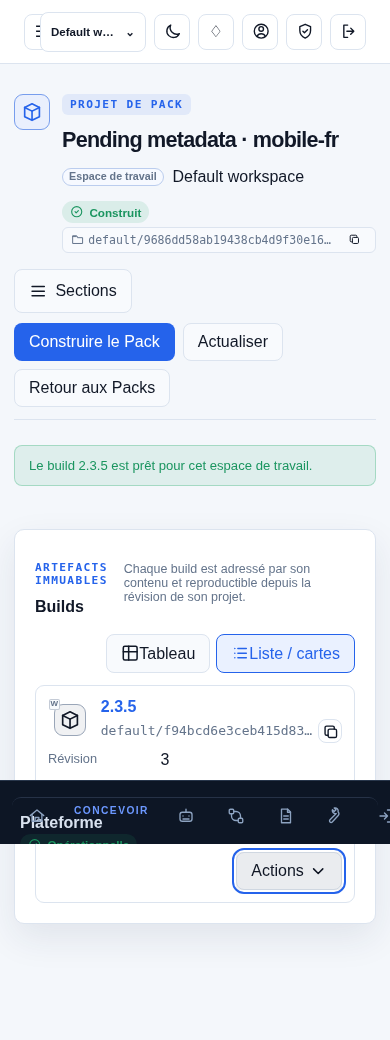 Default w…
PROJET DE PACK
Pending metadata · mobile-fr
Espace de travail Default workspace
Construit
default/9686dd58ab19438cb4d9f30e16…
Sections
Construire le Pack
Actualiser
Retour aux Packs
Le build 2.3.5 est prêt pour cet espace de travail.
ARTEFACTS
IMMUABLES
Builds
Chaque build est adressé par son
contenu et reproductible depuis la
révision de son projet.
Tableau
Liste / cartes
W
2.3.5
default/f94bcd6e3ceb415d83…
Révision 3
CONCEVOIR
Plateforme
Opérationnelle
Actions